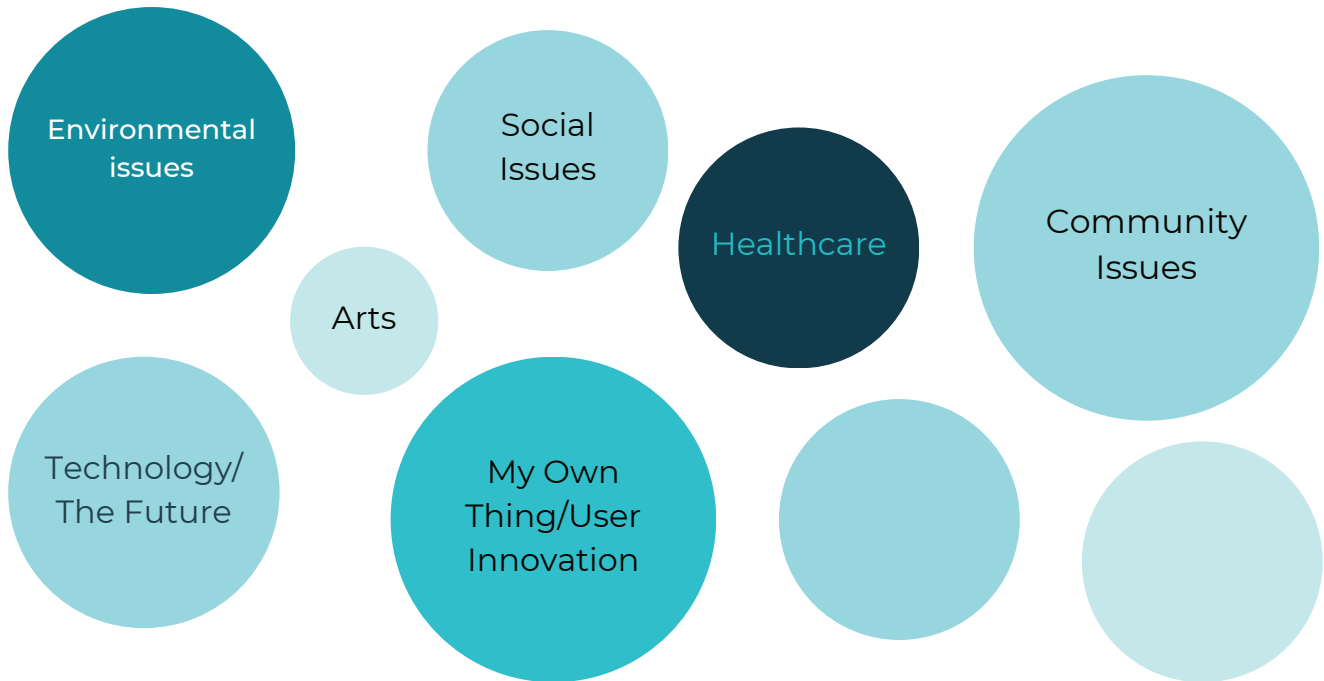 Environmental
issues
Social
Issues
Healthcare
Community
Issues
Arts
Technology/
The Future
My Own
Thing/User
Innovation